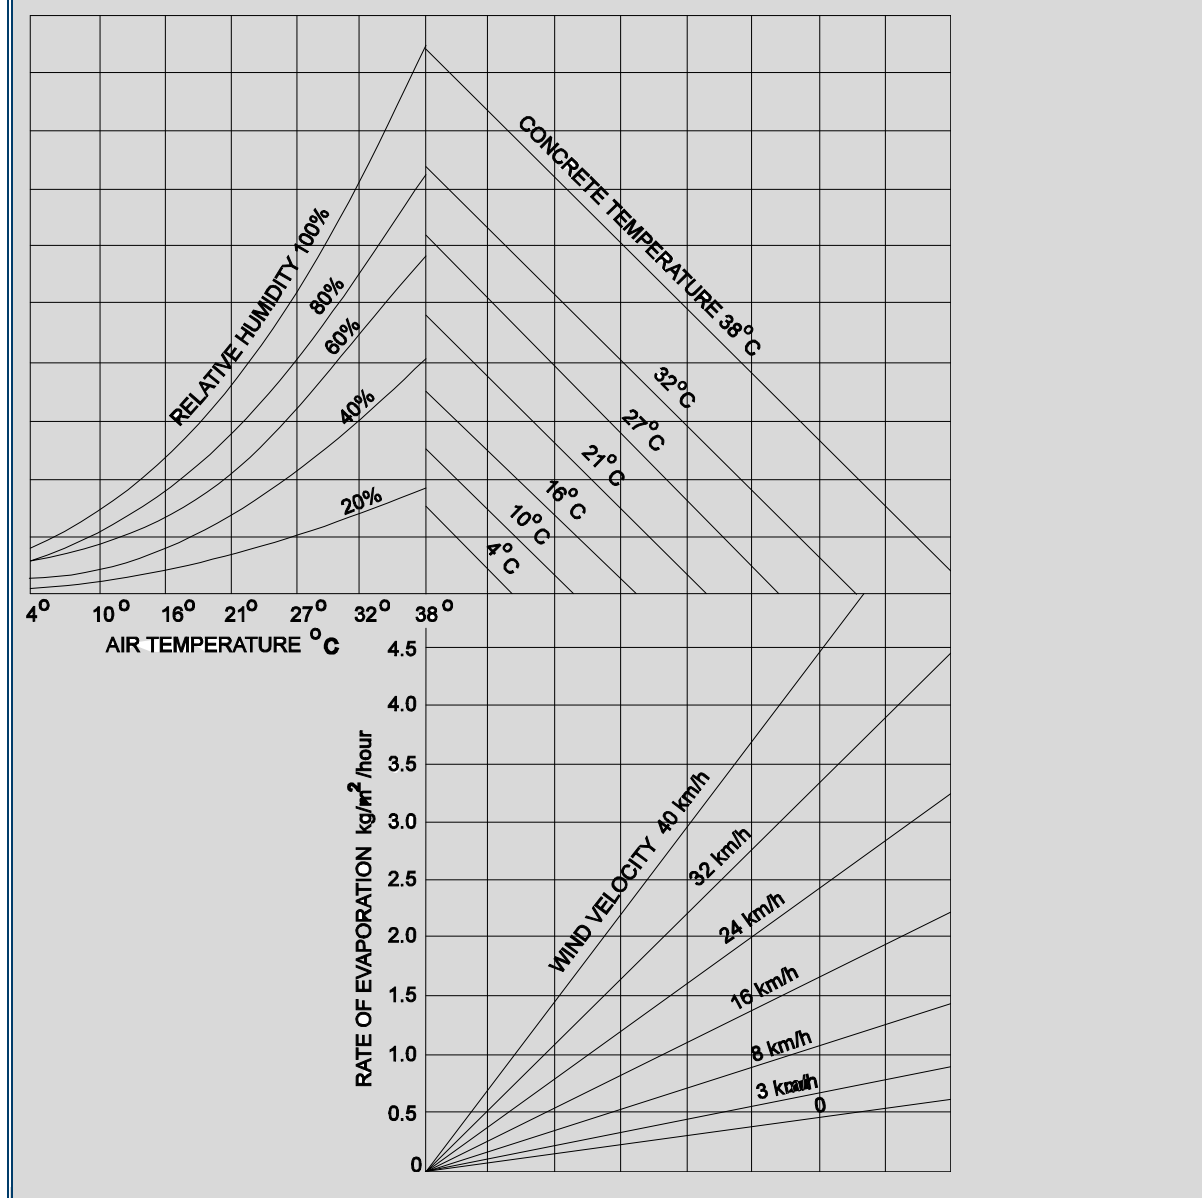 CONCRETE TEMPERATURE 38°C
RELATIVE HUMIDITY 100%
80%
60%
40%
20%
32°C
27°C
21°C
16°C
10°C
4°C
4° 10° 16° 21° 27° 32° 38°
AIR TEMPERATURE °C
4.5
4.0
3.5
3.0
2.5
2.0
1.5
1.0
0.5
0
RATE OF EVAPORATION kg/m² /hour
WIND VELOCITY 40 km/h
32 km/h
24 km/h
16 km/h
8 km/h
3 km/h
0